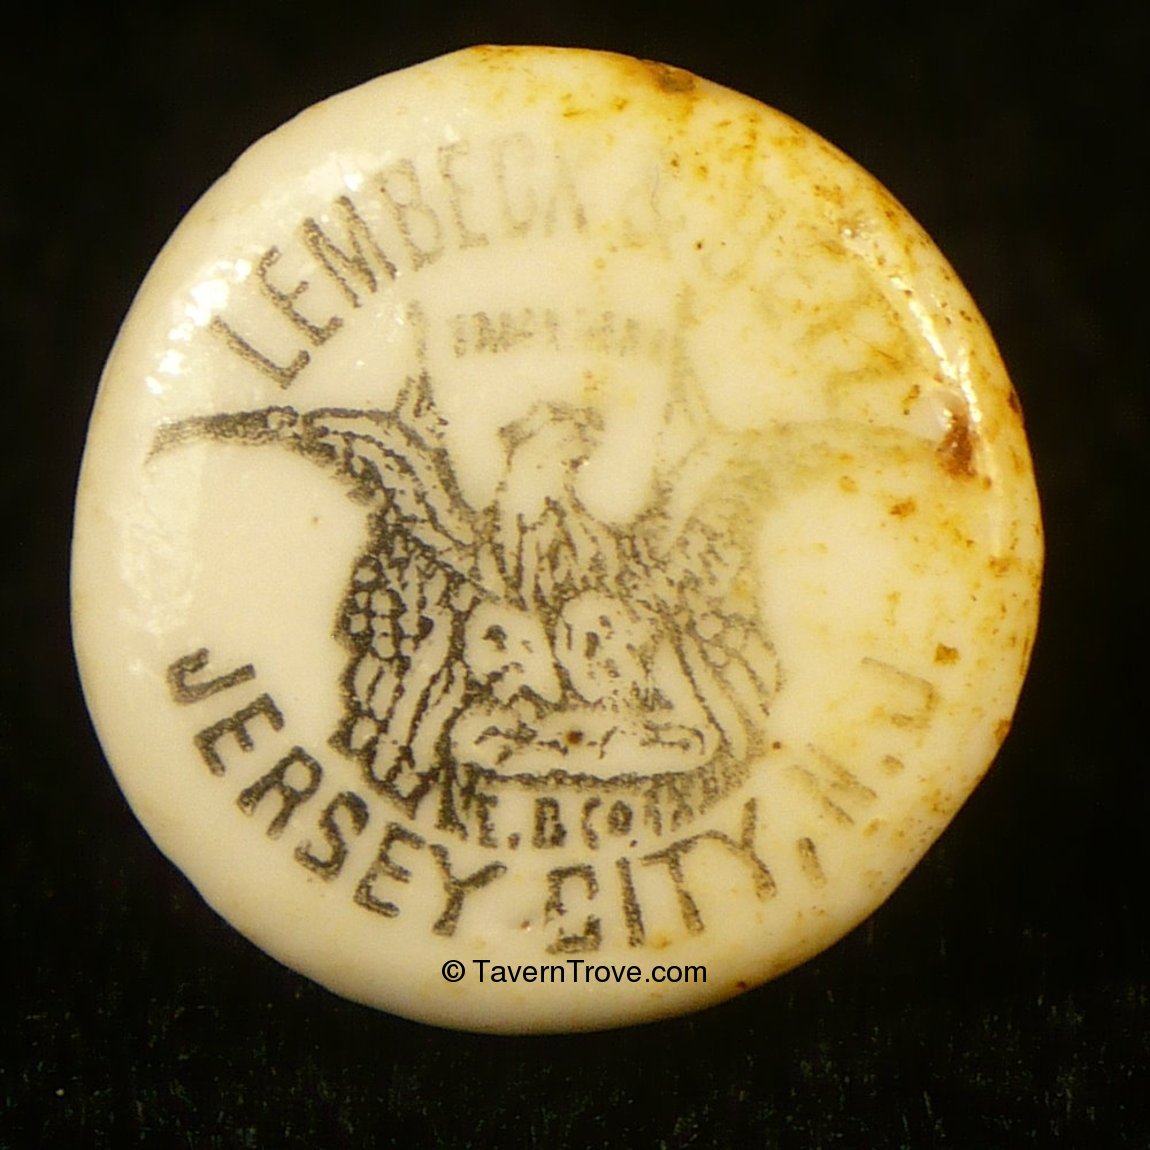 LEMBECK &
E. B CO.
JERSEY CITY, N.J.
© TavernTrove.com